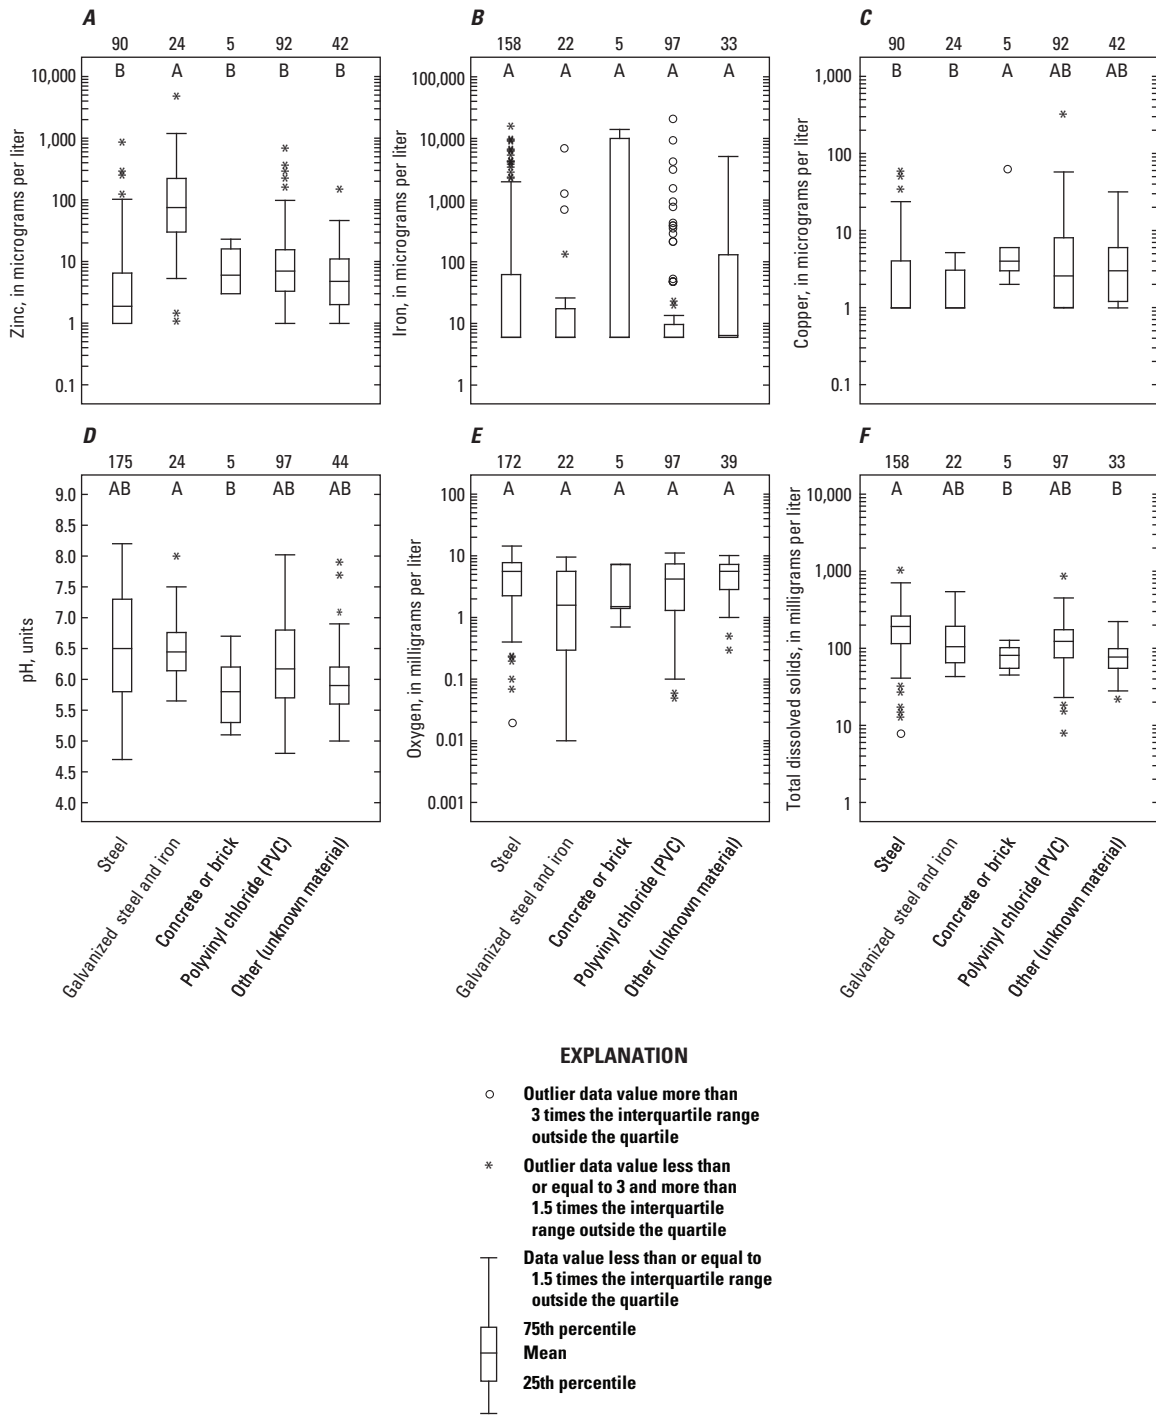 A
B
C
90 24 5 92 42
158 22 5 97 33
90 24 5 92 42
B A B B B
A A A A A
B B A AB AB
Zinc, in micrograms per liter
10,000
1,000
100
10
1
0.1
Iron, in micrograms per liter
100,000
10,000
1,000
100
10
1
Copper, in micrograms per liter
1,000
100
10
1
0.1
D
E
F
175 24 5 97 44
172 22 5 97 39
158 22 5 97 33
AB A B AB AB
A A A A A
A AB B AB B
pH, units
9.0
8.5
8.0
7.5
7.0
6.5
6.0
5.5
5.0
4.5
4.0
Oxygen, in milligrams per liter
100
10
1
0.1
0.01
0.001
Total dissolved solids, in milligrams per liter
10,000
1,000
100
10
1
Steel
Galvanized steel and iron
Concrete or brick
Polyvinyl chloride (PVC)
Other (unknown material)
Steel
Galvanized steel and iron
Concrete or brick
Polyvinyl chloride (PVC)
Other (unknown material)
Steel
Galvanized steel and iron
Concrete or brick
Polyvinyl chloride (PVC)
Other (unknown material)
EXPLANATION
Outlier data value more than
3 times the interquartile range
outside the quartile
Outlier data value less than
or equal to 3 and more than
1.5 times the interquartile
range outside the quartile
Data value less than or equal to
1.5 times the interquartile range
outside the quartile
75th percentile
Mean
25th percentile